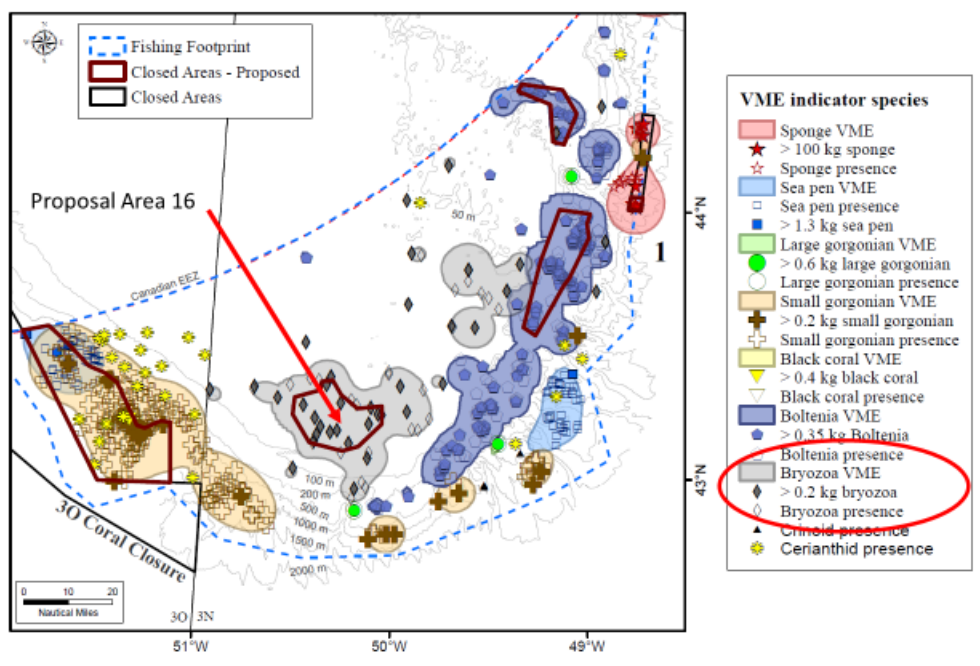 Fishing Footprint
Closed Areas - Proposed
Closed Areas
Proposal Area 16
50 m
Canadian EEZ
1
44°N
43°N
100 m
200 m
500 m
1000 m
1500 m
2000 m
3O Coral Closure
0 10 20
Nautical Miles
3O 3N
51°W 50°W 49°W
VME indicator species
Sponge VME
> 100 kg sponge
Sponge presence
Sea pen VME
Sea pen presence
> 1.3 kg sea pen
Large gorgonian VME
> 0.6 kg large gorgonian
Large gorgonian presence
Small gorgonian VME
> 0.2 kg small gorgonian
Small gorgonian presence
Black coral VME
> 0.4 kg black coral
Black coral presence
Boltenia VME
> 0.35 kg Boltenia
Boltenia presence
Bryozoa VME
> 0.2 kg bryozoa
Bryozoa presence
Crinoid presence
Cerianthid presence